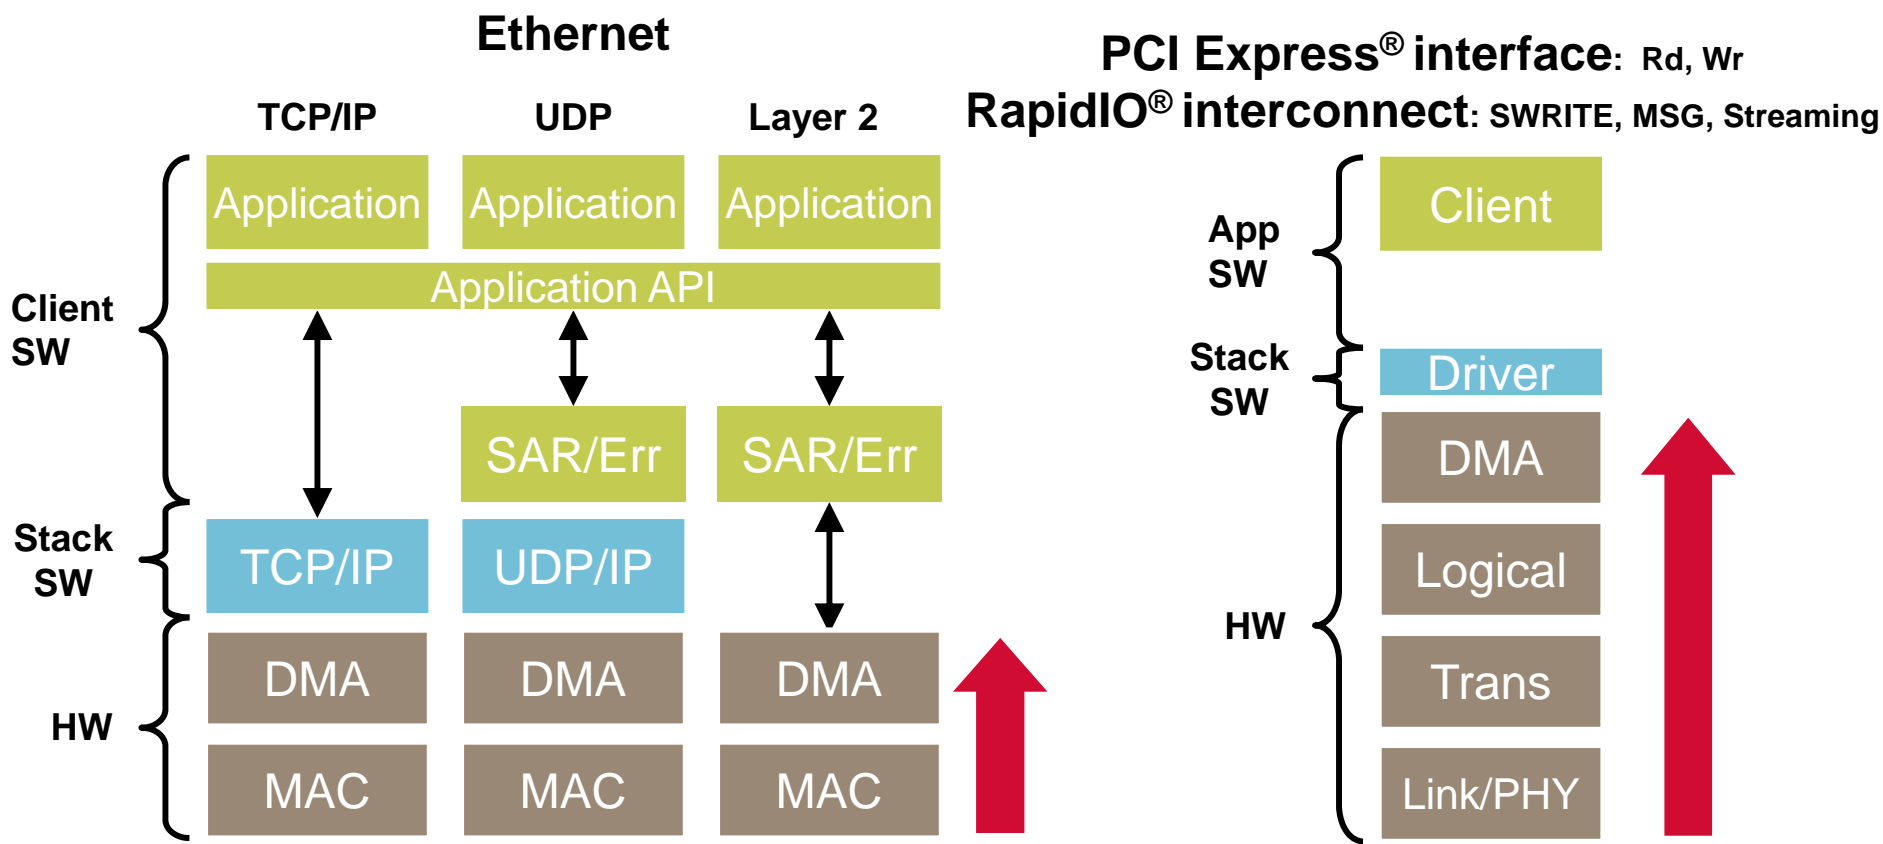 Ethernet
TCP/IP UDP Layer 2
Application Application Application
Application API
Client
SW
SAR/Err SAR/Err
Stack
SW
TCP/IP UDP/IP
HW
DMA DMA DMA
MAC MAC MAC
PCI Express® interface: Rd, Wr
RapidIO® interconnect: SWRITE, MSG, Streaming
App
SW
Client
Stack
SW
Driver
HW
DMA
Logical
Trans
Link/PHY